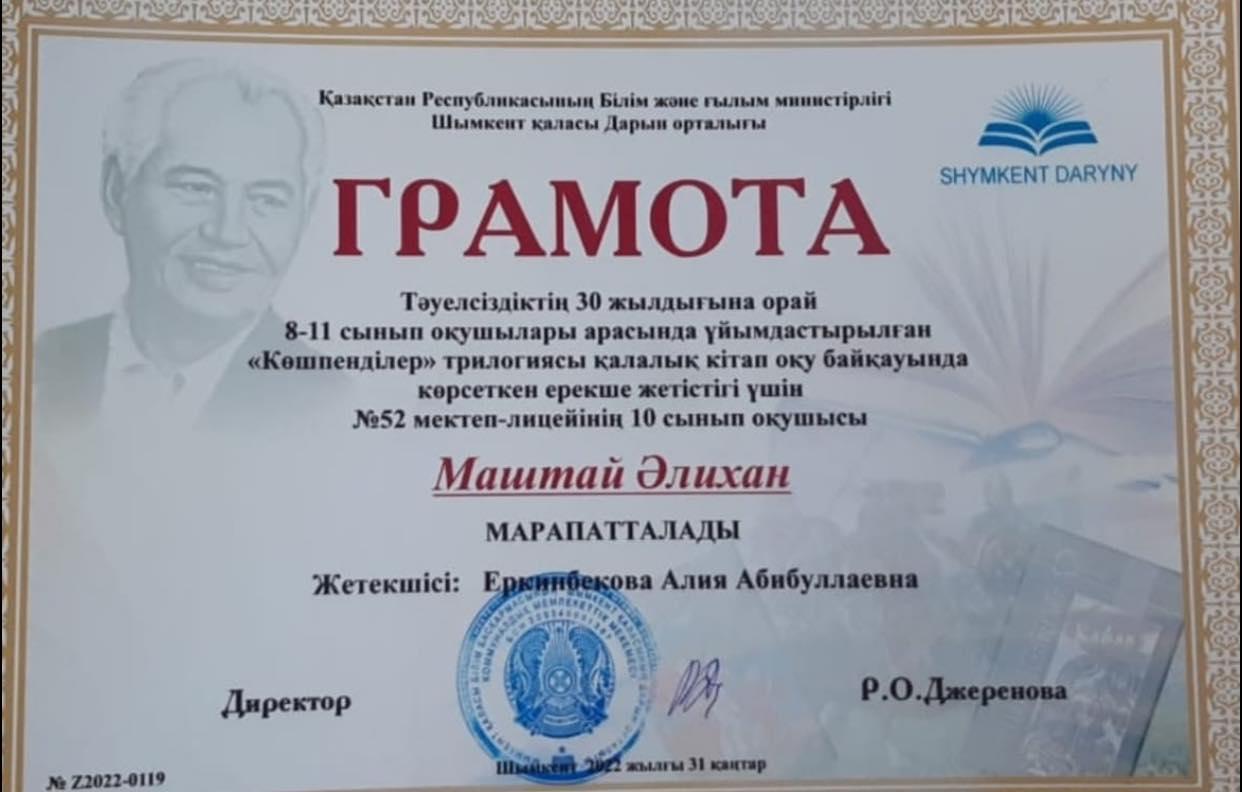 Қазақстан Республикасының Білім және ғылым министірлігі
Шымкент қаласы Дарын орталығы
SHYMKENT DARYNY
ГРАМОТА
Тәуелсіздіктің 30 жылдығына орай
8-11 сынып оқушылары арасында ұйымдастырылған
«Көшпенділер» трилогиясы қалалық кітап оқу байқауында
көрсеткен ерекше жетістігі үшін
№52 мектеп-лицейінің 10 сынып оқушысы
Маштай Әлихан
МАРАПАТТАЛАДЫ
Жетекшісі: Еркинбекова Алия Абибуллаевна
Директор
Р.О.Джеренова
Шымкент 2022 жылғы 31 қаңтар
№ Z2022-0119